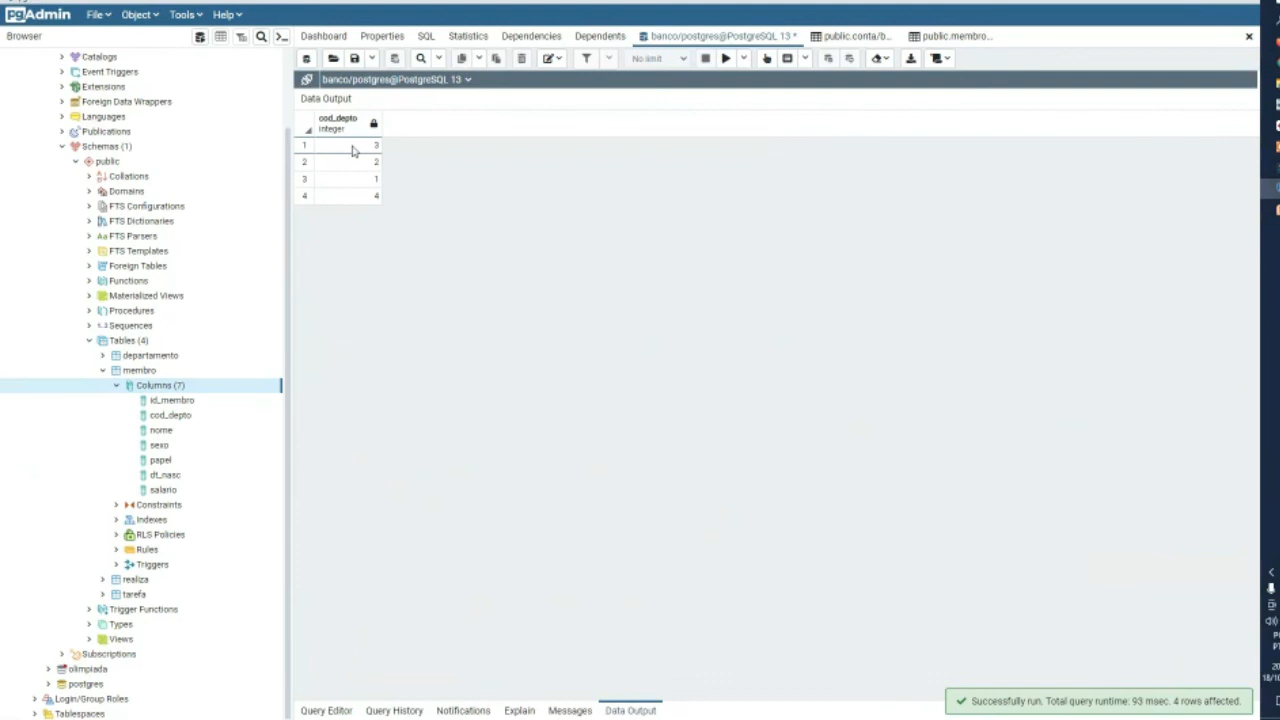 pgAdmin File Object Tools Help
Browser
Dashboard Properties SQL Statistics Dependencies Dependents banco/postgres@PostgreSQL 13 * public.conta/b... public.membro...
No limit
banco/postgres@PostgreSQL 13
Data Output
cod_depto
integer
1 3
2 2
3 1
4 4
Catalogs
Event Triggers
Extensions
Foreign Data Wrappers
Languages
Publications
Schemas (1)
public
Collations
Domains
FTS Configurations
FTS Dictionaries
FTS Parsers
FTS Templates
Foreign Tables
Functions
Materialized Views
Procedures
Sequences
Tables (4)
departamento
membro
Columns (7)
id_membro
cod_depto
nome
sexo
papel
dt_nasc
salario
Constraints
Indexes
RLS Policies
Rules
Triggers
realiza
tarefa
Trigger Functions
Types
Views
Subscriptions
olimpiada
postgres
Login/Group Roles
Tablespaces
Query Editor Query History Notifications Explain Messages Data Output
Successfully run. Total query runtime: 93 msec. 4 rows affected.